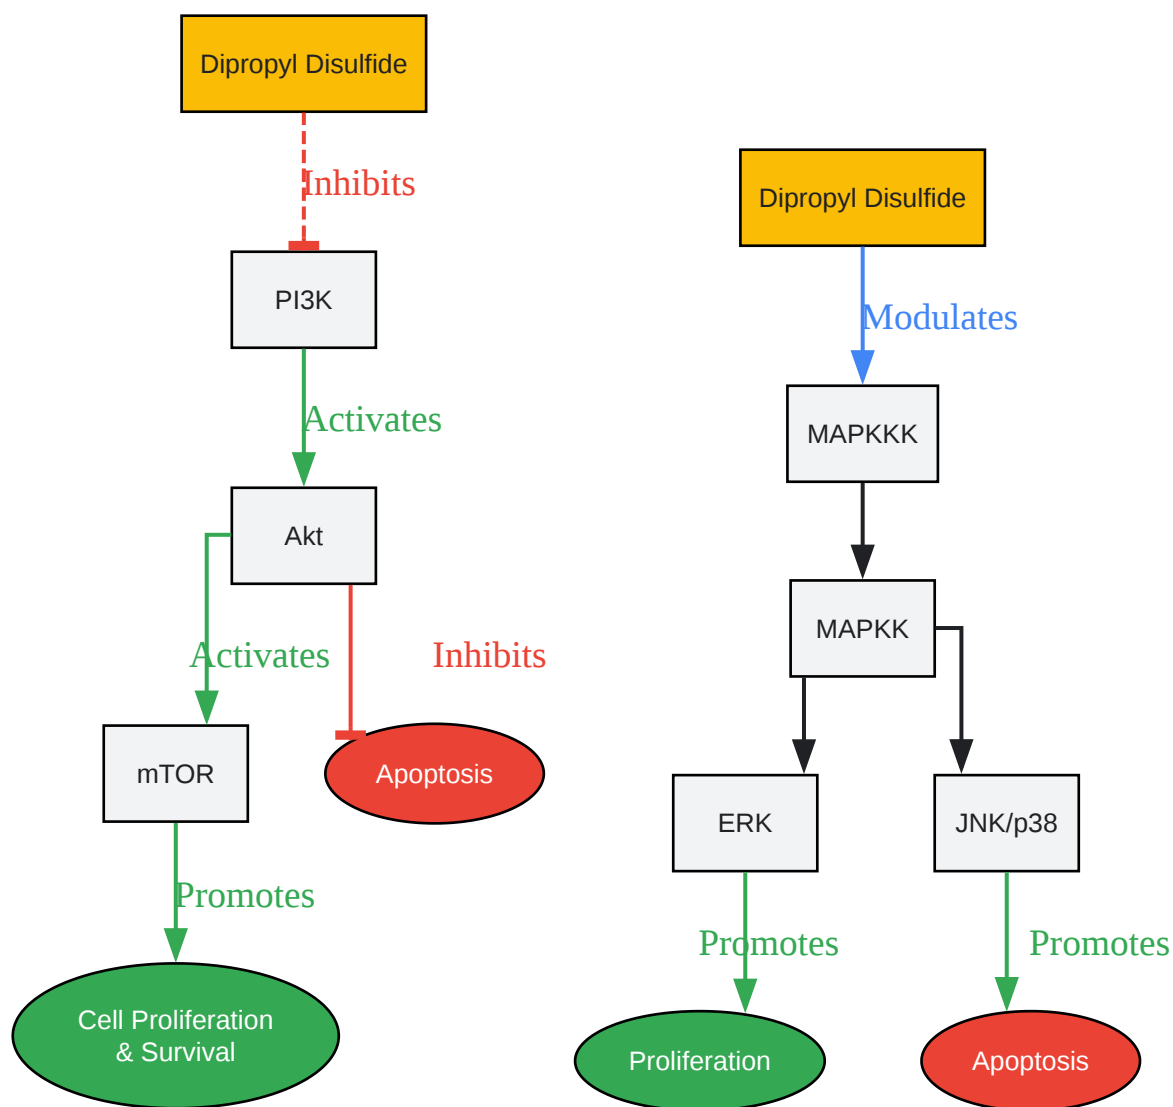 Dipropyl Disulfide
Inhibits
PI3K
Activates
Akt
Activates
Inhibits
mTOR
Apoptosis
Promotes
Cell Proliferation
& Survival
Dipropyl Disulfide
Modulates
MAPKKK
MAPKK
ERK
JNK/p38
Promotes
Promotes
Proliferation
Apoptosis